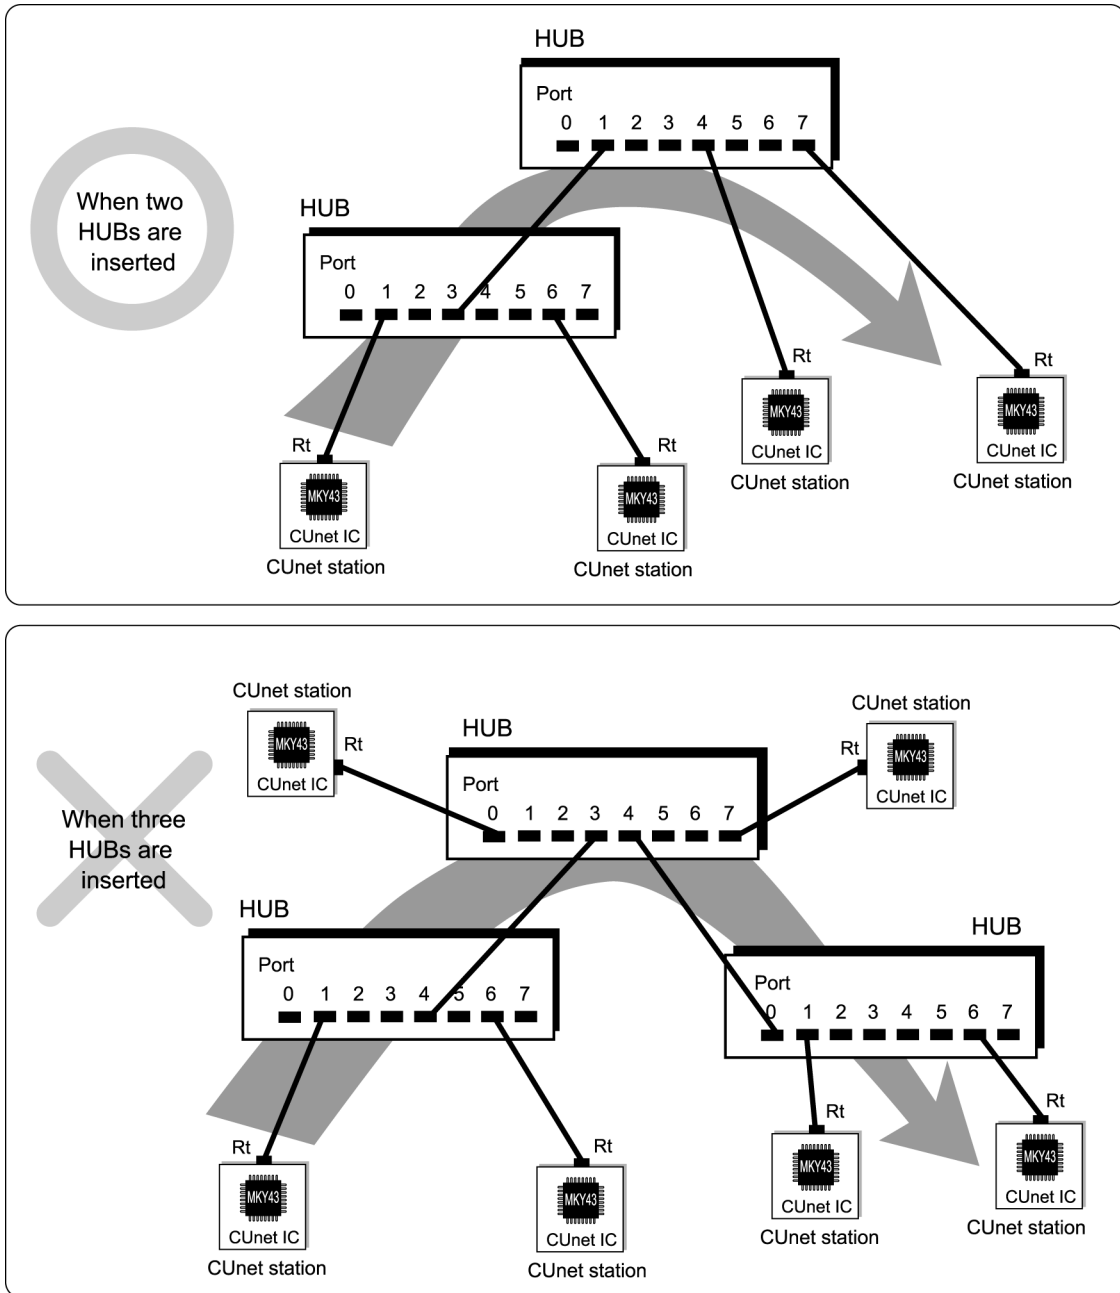 HUB
Port
0 1 2 3 4 5 6 7
When two
HUBs are
inserted
HUB
Port
0 1 2 3 4 5 6 7
Rt
MKY43
CUnet IC
CUnet station
Rt
MKY43
CUnet IC
CUnet station
Rt
MKY43
CUnet IC
CUnet station
Rt
MKY43
CUnet IC
CUnet station
CUnet station
MKY43
CUnet IC
Rt
HUB
Port
0 1 2 3 4 5 6 7
CUnet station
Rt
MKY43
CUnet IC
When three
HUBs are
inserted
HUB
Port
0 1 2 3 4 5 6 7
HUB
Port
0 1 2 3 4 5 6 7
Rt
MKY43
CUnet IC
CUnet station
Rt
MKY43
CUnet IC
CUnet station
Rt
MKY43
CUnet IC
CUnet station
Rt
MKY43
CUnet IC
CUnet station